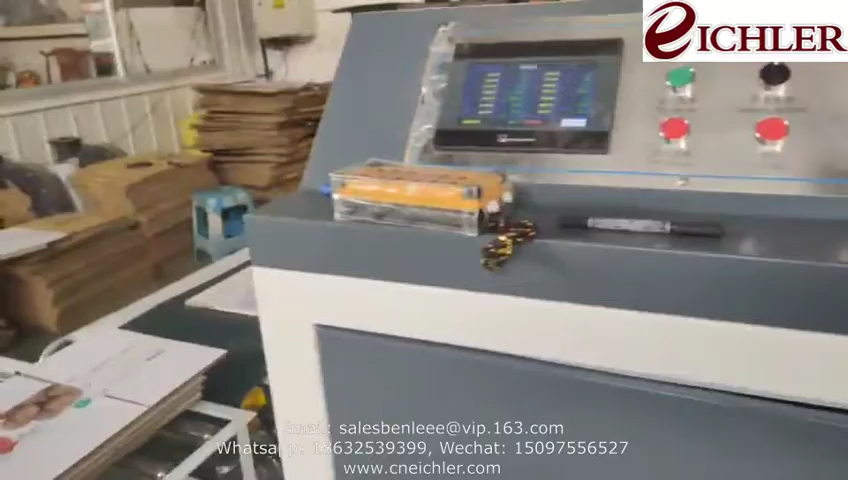 eICHLER
Email: salesbenleee@vip.163.com
Whatsapp: 13632539399, Wechat: 15097556527
www.cneichler.com